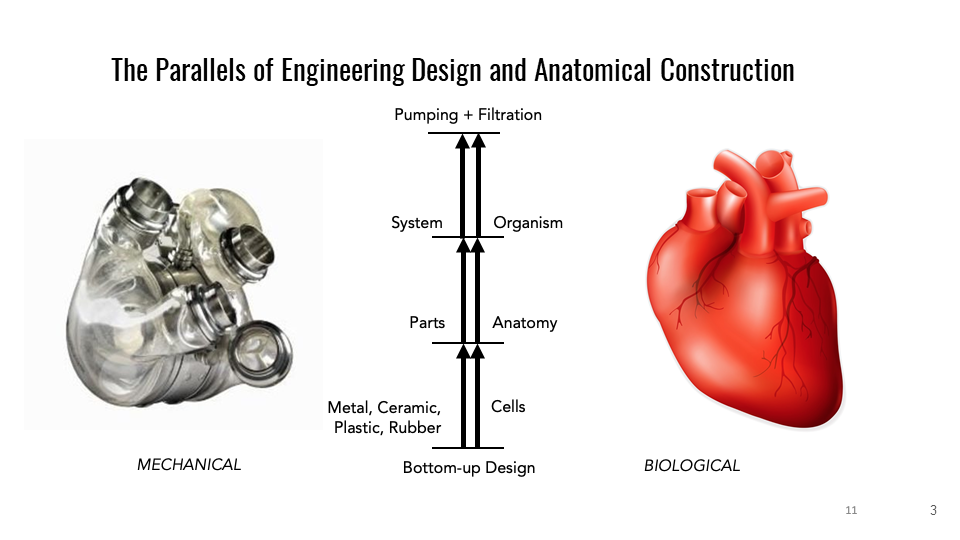 The Parallels of Engineering Design and Anatomical Construction
Pumping + Filtration
System
Organism
Parts
Anatomy
Metal, Ceramic,
Plastic, Rubber
Cells
Bottom-up Design
MECHANICAL
BIOLOGICAL
11
3